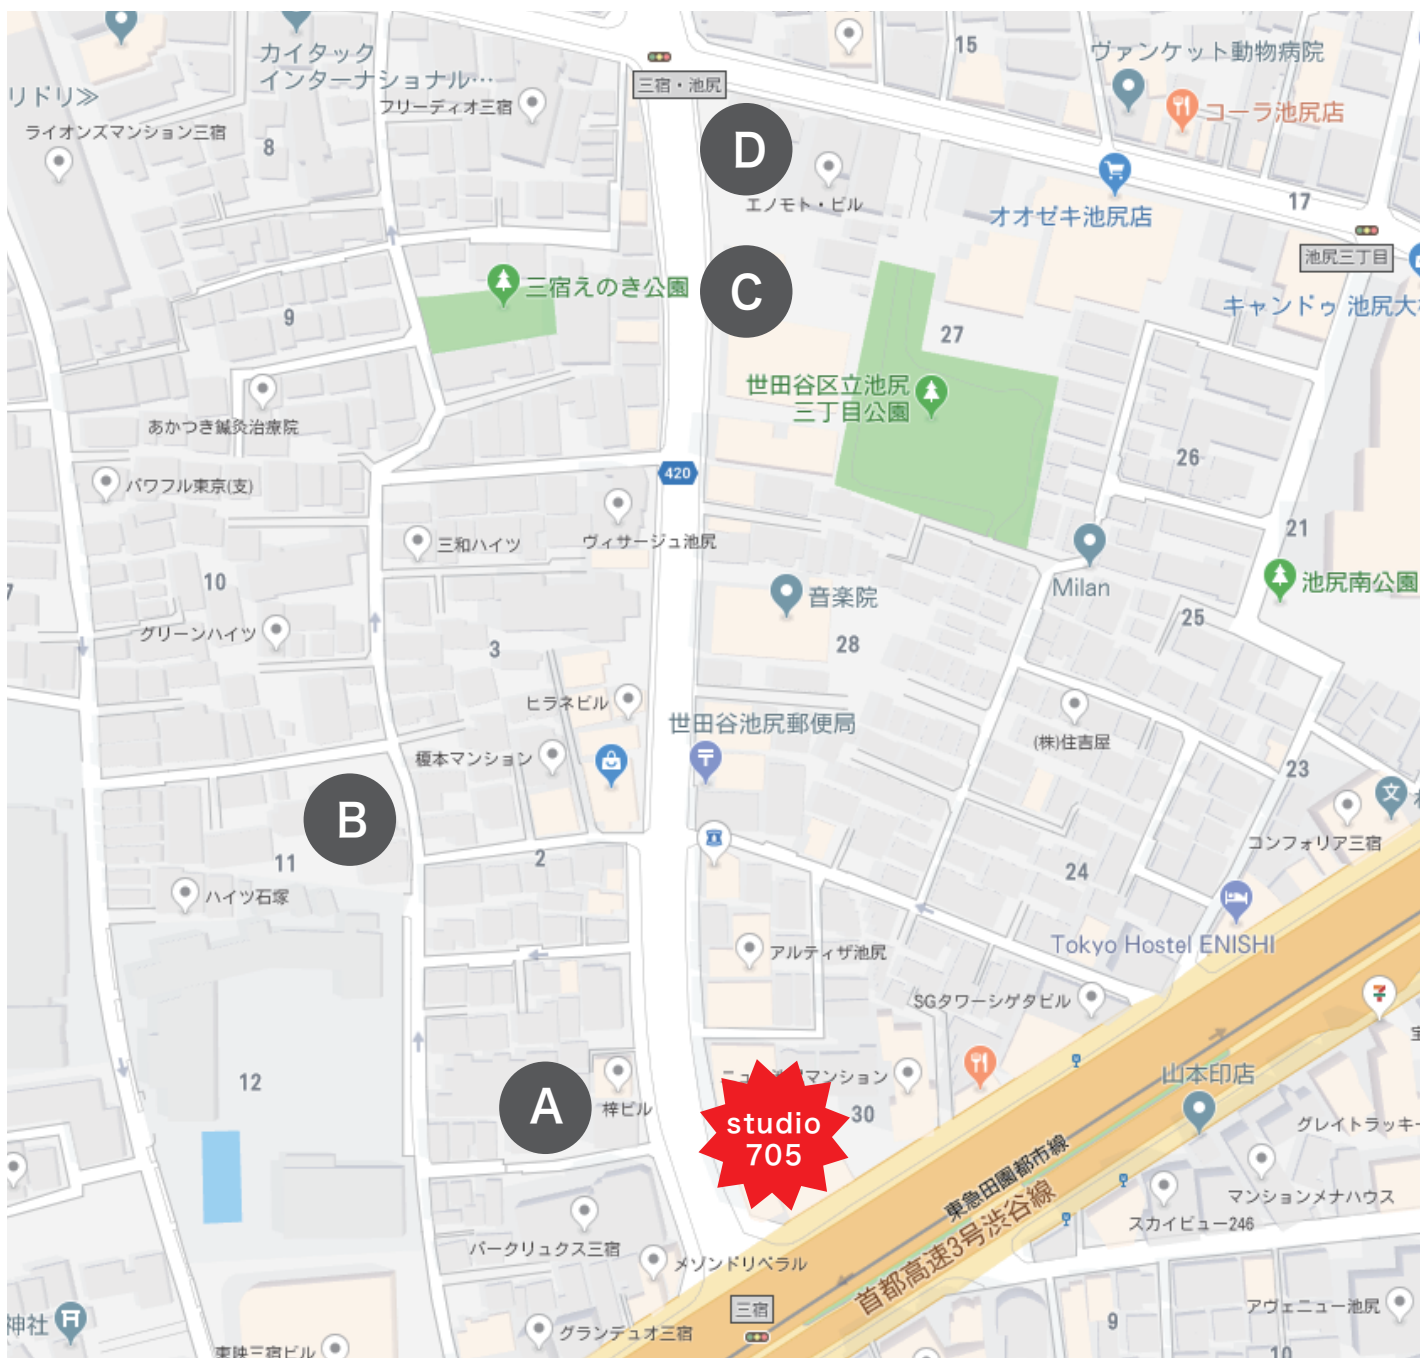 カイタック
インターナショナル…
フリーディオ三宿
三宿・池尻
15
ヴァンケット動物病院
コーラ池尻店
リドリ≫
ライオンズマンション三宿
8
D
エノモト・ビル
オオゼキ池尻店
17
池尻三丁目
キャンドゥ 池尻大
三宿えのき公園
C
9
27
世田谷区立池尻
三丁目公園
あかつき鍼灸治療院
パワフル東京(支)
420
26
三和ハイツ
ヴィサージュ池尻
21
10
7
音楽院
Milan
池尻南公園
グリーンハイツ
3
28
25
ヒラネビル
世田谷池尻郵便局
(株)住吉屋
榎本マンション
23
B
文
コンフォリア三宿
2
11
24
ハイツ石塚
アルティザ池尻
Tokyo Hostel ENISHI
SGタワーシゲタビル
7
12
A
梓ビル
マンション
30
studio
705
山本印店
グレイトラッキー
東急田園都市線
首都高速3号渋谷線
マンションメナハウス
スカイビュー246
パークリュクス三宿
メゾンドリベラル
三宿
グランデュオ三宿
アヴェニュー池尻
9
神社
東映三宿ビル
10